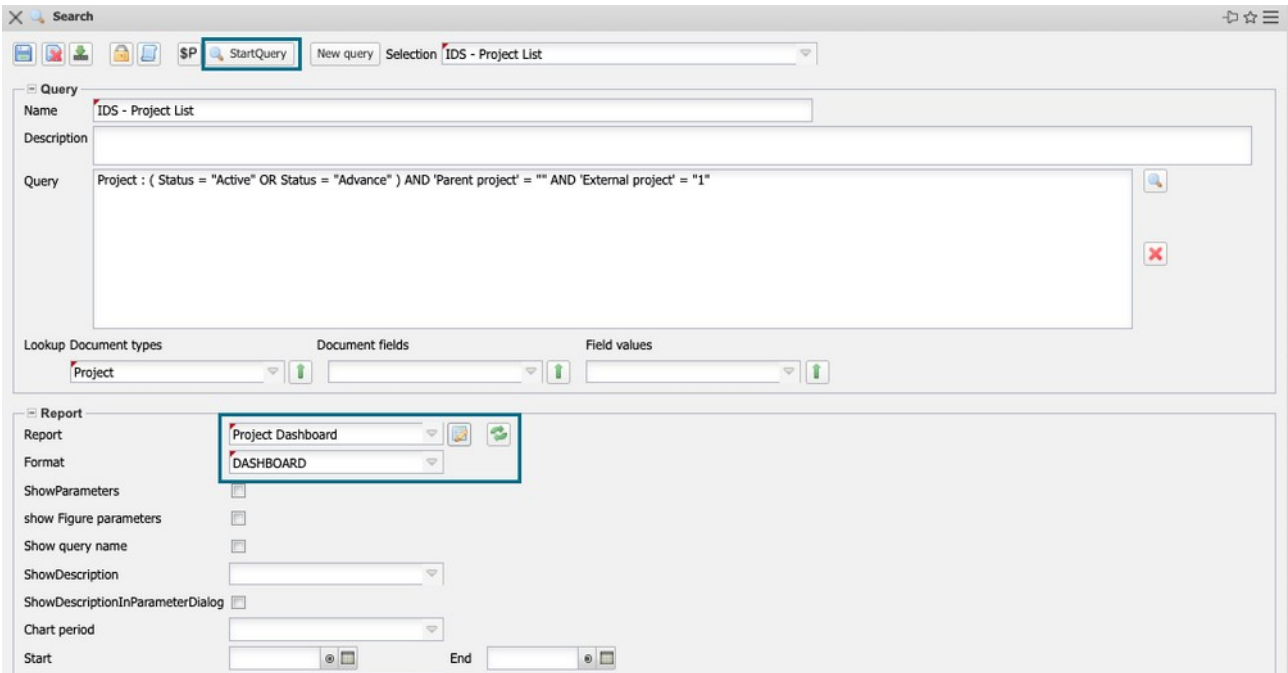 Search
$P StartQuery New query Selection IDS - Project List
Query
Name IDS - Project List
Description
Query Project : ( Status = "Active" OR Status = "Advance" ) AND 'Parent project' = "" AND 'External project' = "1"
Lookup Document types Document fields Field values
Project
Report
Report Project Dashboard
Format DASHBOARD
ShowParameters
show Figure parameters
Show query name
ShowDescription
ShowDescriptionInParameterDialog
Chart period
Start End